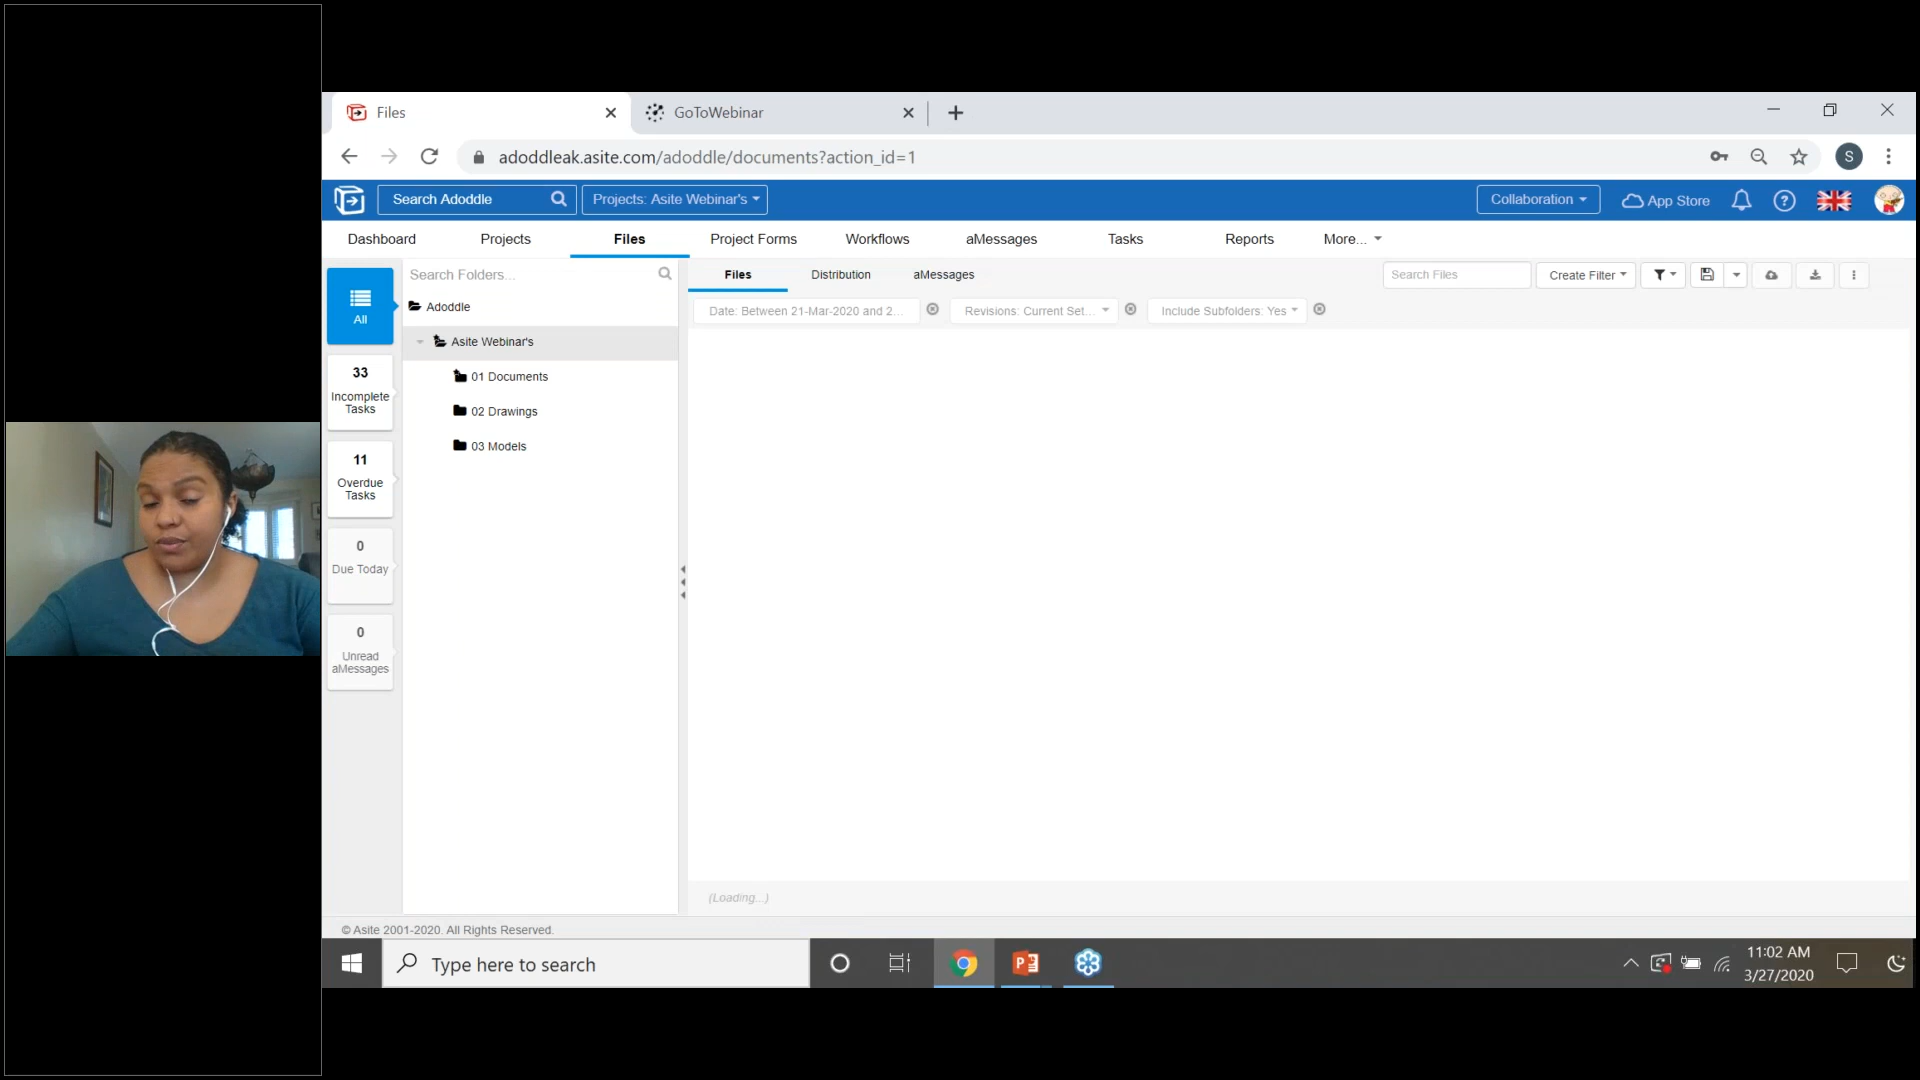 Files
GoToWebinar
adoddleak.asite.com/adoddle/documents?action_id=1
S
Search Adoddle
Projects: Asite Webinar's
Collaboration
App Store
Dashboard
Projects
Files
Project Forms
Workflows
aMessages
Tasks
Reports
More...
All
33
Incomplete
Tasks
11
Overdue
Tasks
0
Due Today
0
Unread
aMessages
Search Folders...
Adoddle
Asite Webinar's
01 Documents
02 Drawings
03 Models
Files
Distribution
aMessages
Search Files
Create Filter
Date: Between 21-Mar-2020 and 2...
Revisions: Current Set...
Include Subfolders: Yes
(Loading...)
© Asite 2001-2020. All Rights Reserved.
Type here to search
11:02 AM
3/27/2020